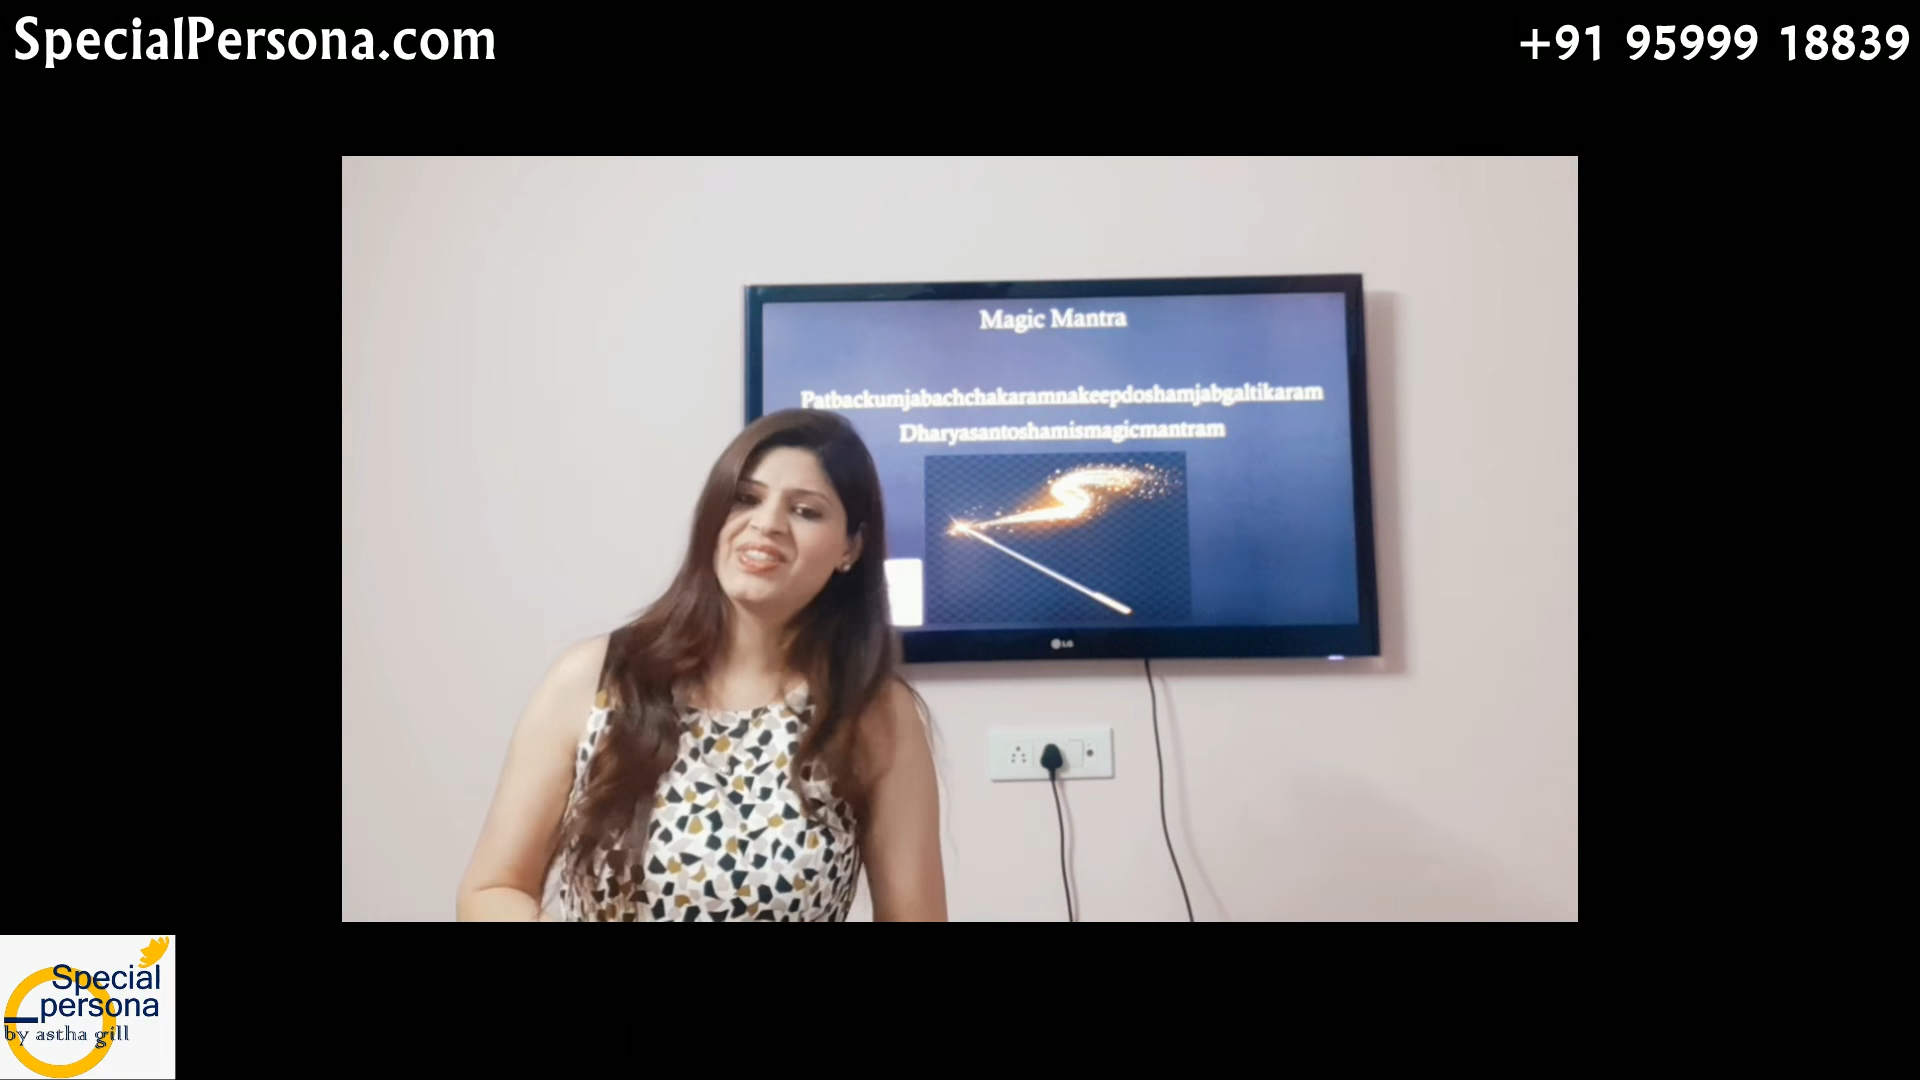 SpecialPersona.com
+91 95999 18839
Magic Mantra
Patbackumjabachchakaramnakeepdoshamjabgaltikaram
Dharyasantoshamismagicmantram
LG
Special
persona
by astha gill